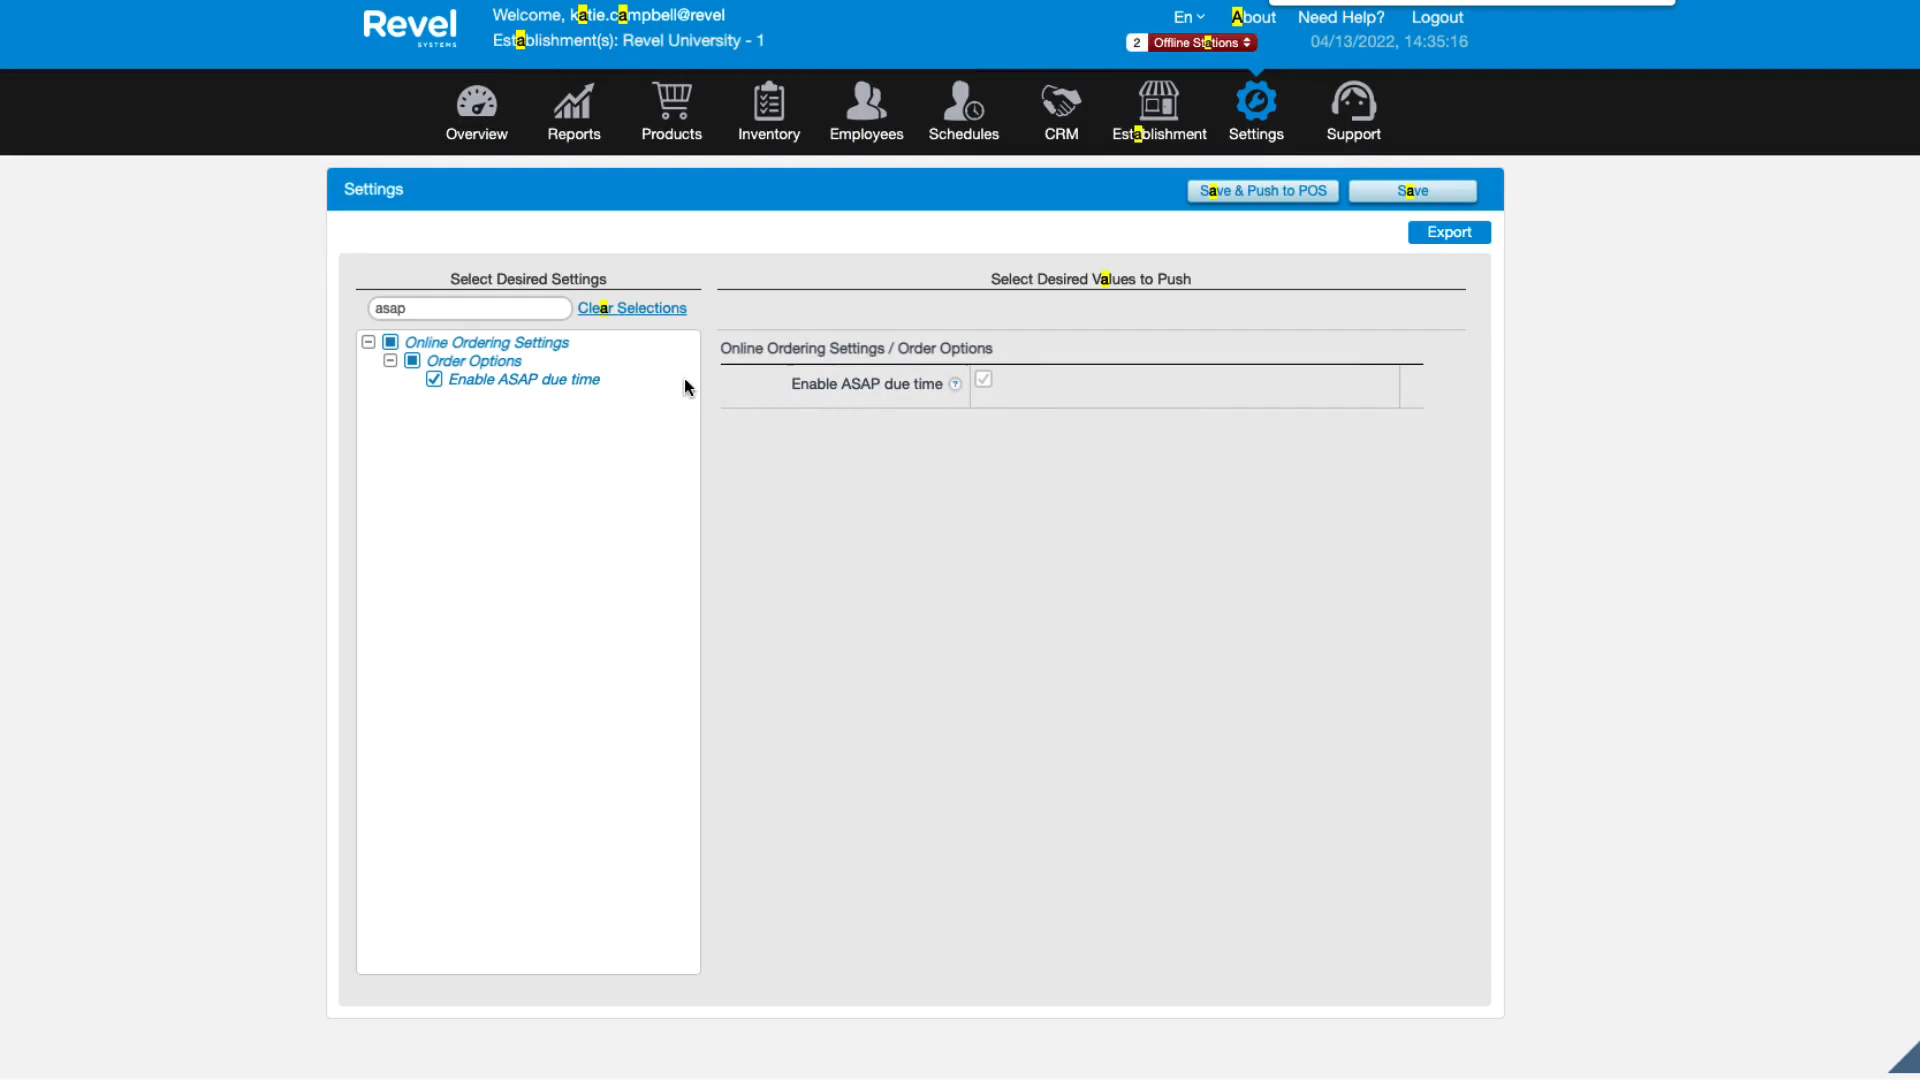 Revel
SYSTEMS
Welcome, katie.campbell@revel
Establishment(s): Revel University - 1
En
About
Need Help?
Logout
2 Offline Stations
04/13/2022, 14:35:16
Overview
Reports
Products
Inventory
Employees
Schedules
CRM
Establishment
Settings
Support
Settings
Save & Push to POS
Save
Export
Select Desired Settings
Select Desired Values to Push
asap
Clear Selections
Online Ordering Settings
Order Options
Enable ASAP due time
Online Ordering Settings / Order Options
Enable ASAP due time ?